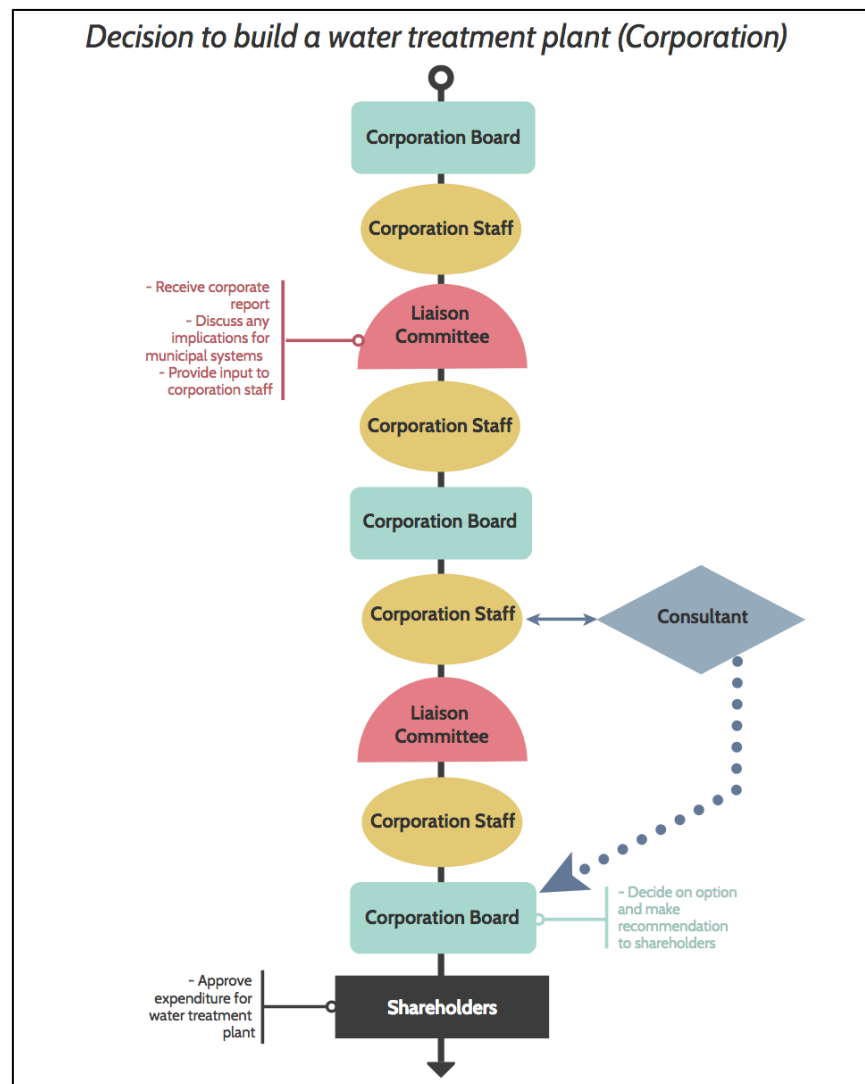 Decision to build a water treatment plant (Corporation)
Corporation Board
Corporation Staff
- Receive corporate
report
- Discuss any
implications for
municipal systems
- Provide input to
corporation staff
Liaison
Committee
Corporation Staff
Corporation Board
Corporation Staff
Consultant
Liaison
Committee
Corporation Staff
Corporation Board
- Decide on option
and make
recommendation
to shareholders
- Approve
expenditure for
water treatment
plant
Shareholders